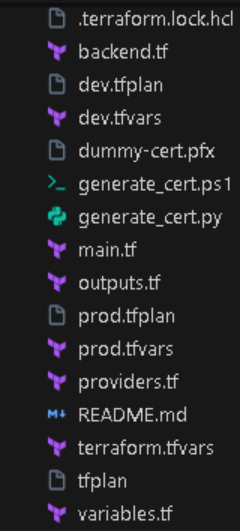 .terraform.lock.hcl
backend.tf
dev.tfplan
dev.tfvars
dummy-cert.pfx
generate_cert.ps1
generate_cert.py
main.tf
outputs.tf
prod.tfplan
prod.tfvars
providers.tf
README.md
terraform.tfvars
tfplan
variables.tf